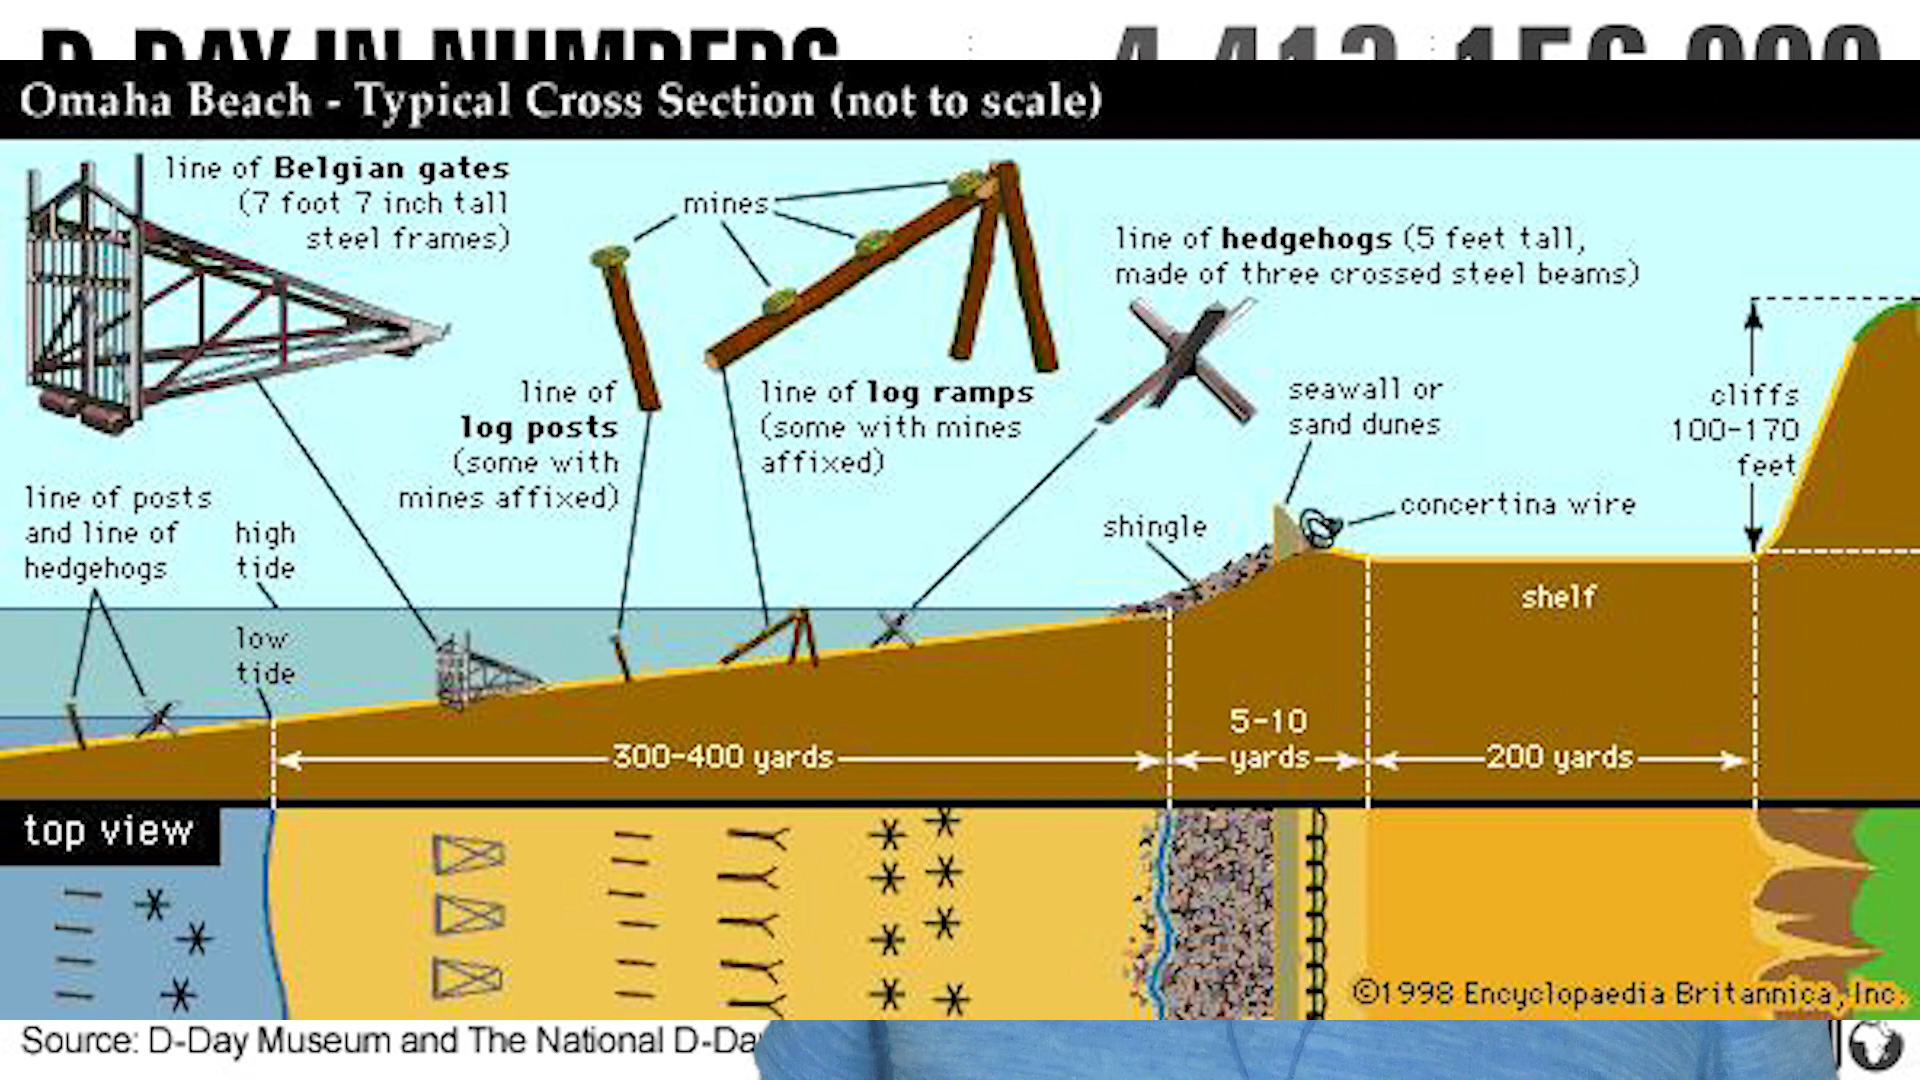 D-DAY IN NUMBERS
Omaha Beach - Typical Cross Section (not to scale)
line of Belgian gates
(7 foot 7 inch tall
steel frames)
mines
line of hedgehogs (5 feet tall,
made of three crossed steel beams)
line of
log posts
(some with
mines affixed)
line of log ramps
(some with mines
affixed)
seawall or
sand dunes
cliffs
100-170
feet
line of posts
and line of
hedgehogs
high
tide
low
tide
shingle
concertina wire
shelf
300-400 yards
5-10
yards
200 yards
top view
©1998 Encyclopaedia Britannica, Inc.
Source: D-Day Museum and The National D-Da